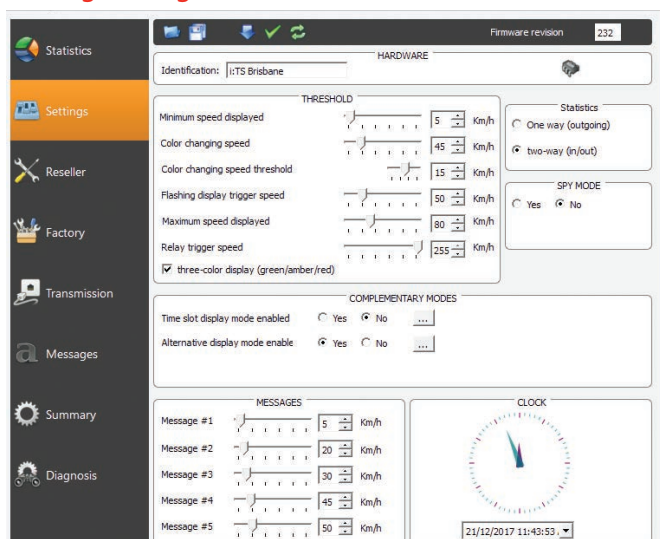 Statistics
Settings
Reseller
Factory
Transmission
Messages
Summary
Diagnosis
Firmware revision 232
HARDWARE
Identification: i:TS Brisbane
THRESHOLD
Minimum speed displayed 5 Km/h
Color changing speed 45 Km/h
Color changing speed threshold 15 Km/h
Flashing display trigger speed 50 Km/h
Maximum speed displayed 80 Km/h
Relay trigger speed 255 Km/h
three-color display (green/amber/red)
Statistics
One way (outgoing)
two-way (in/out)
SPY MODE
Yes No
COMPLEMENTARY MODES
Time slot display mode enabled Yes No ...
Alternative display mode enable Yes No ...
MESSAGES
Message #1 5 Km/h
Message #2 20 Km/h
Message #3 30 Km/h
Message #4 45 Km/h
Message #5 50 Km/h
CLOCK
21/12/2017 11:43:53